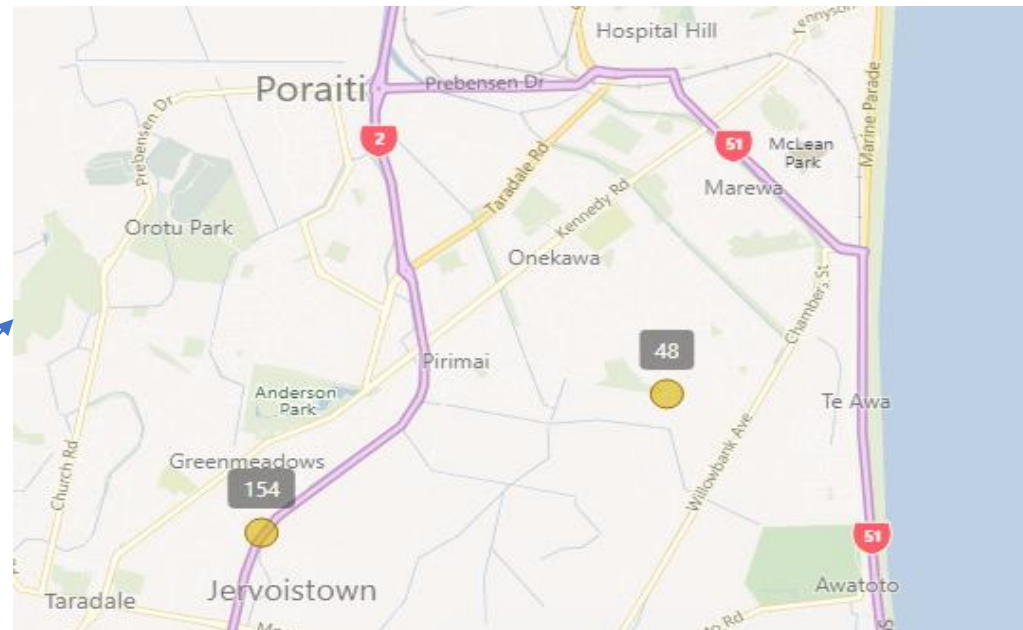 Hospital Hill
Tennyson
Poraiti
Prebensen Dr
Prebensen Dr
2
51
McLean
Park
Marine Parade
Taradale Rd
Marewa
Kennedy Rd
Orotu Park
Onekawa
Chambers St
48
Pirimai
Anderson
Park
Te Awa
Church Rd
Greenmeadows
154
Willowbank Ave
51
Jervoistown
Awatoto
Taradale
Rd